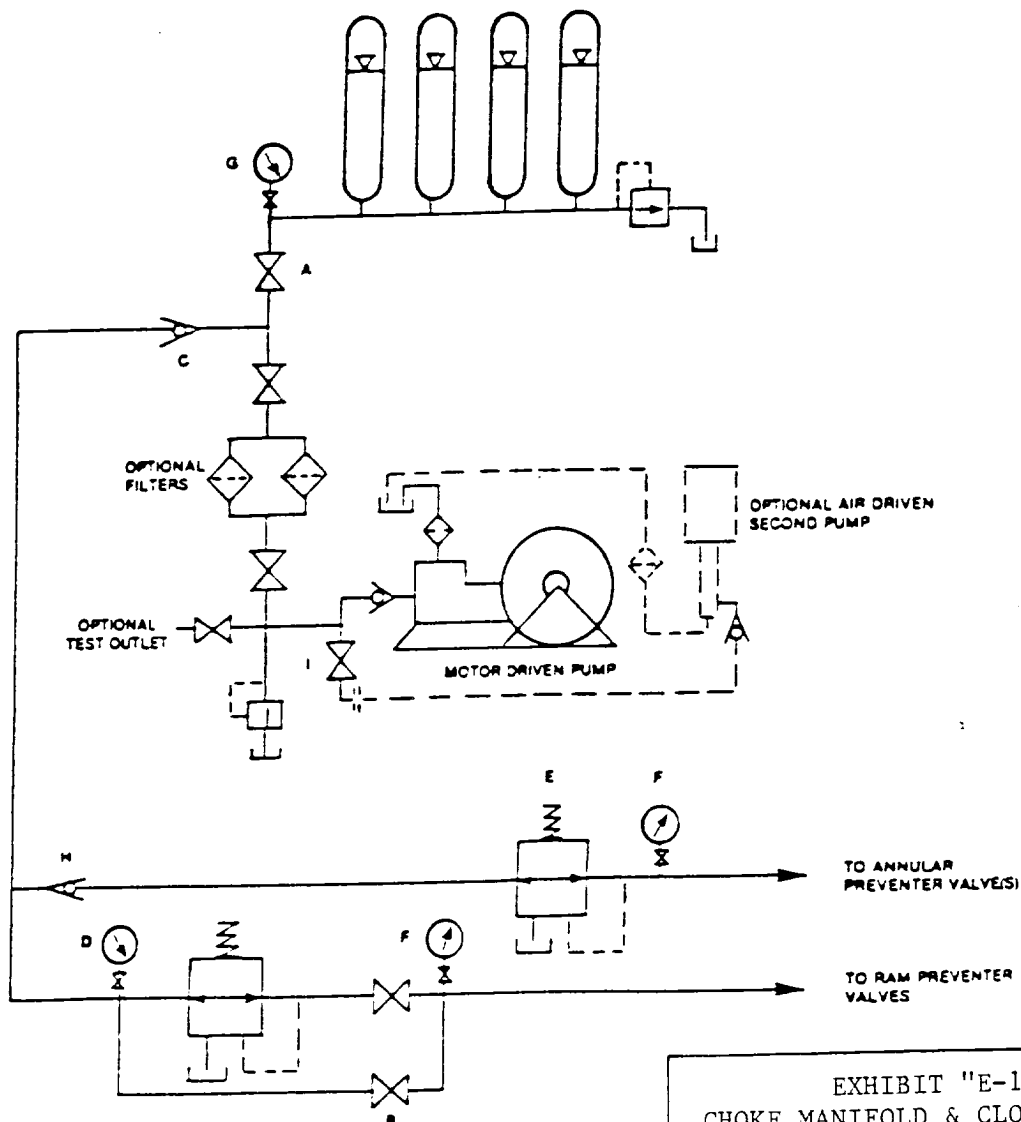 G
A
C
OPTIONAL
FILTERS
OPTIONAL AIR DRIVEN
SECOND PUMP
OPTIONAL
TEST OUTLET
I
MOTOR DRIVEN PUMP
E
F
H
TO ANNULAR
PREVENTER VALVE(S)
D
F
TO RAM PREVENTER
VALVES
EXHIBIT "E-1
CHOKE MANIFOLD & CLO